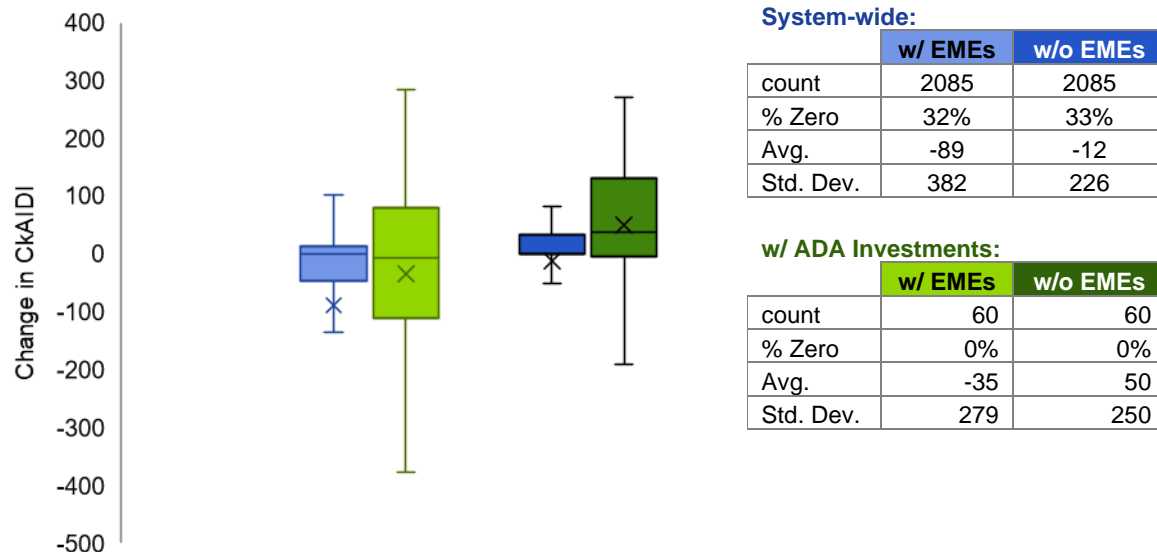 400
300
200
100
0
-100
-200
-300
-400
-500
Change in CkAIDI
System-wide:
w/ EMEs w/o EMEs
count 2085 2085
% Zero 32% 33%
Avg. -89 -12
Std. Dev. 382 226
w/ ADA Investments:
w/ EMEs w/o EMEs
count 60 60
% Zero 0% 0%
Avg. -35 50
Std. Dev. 279 250